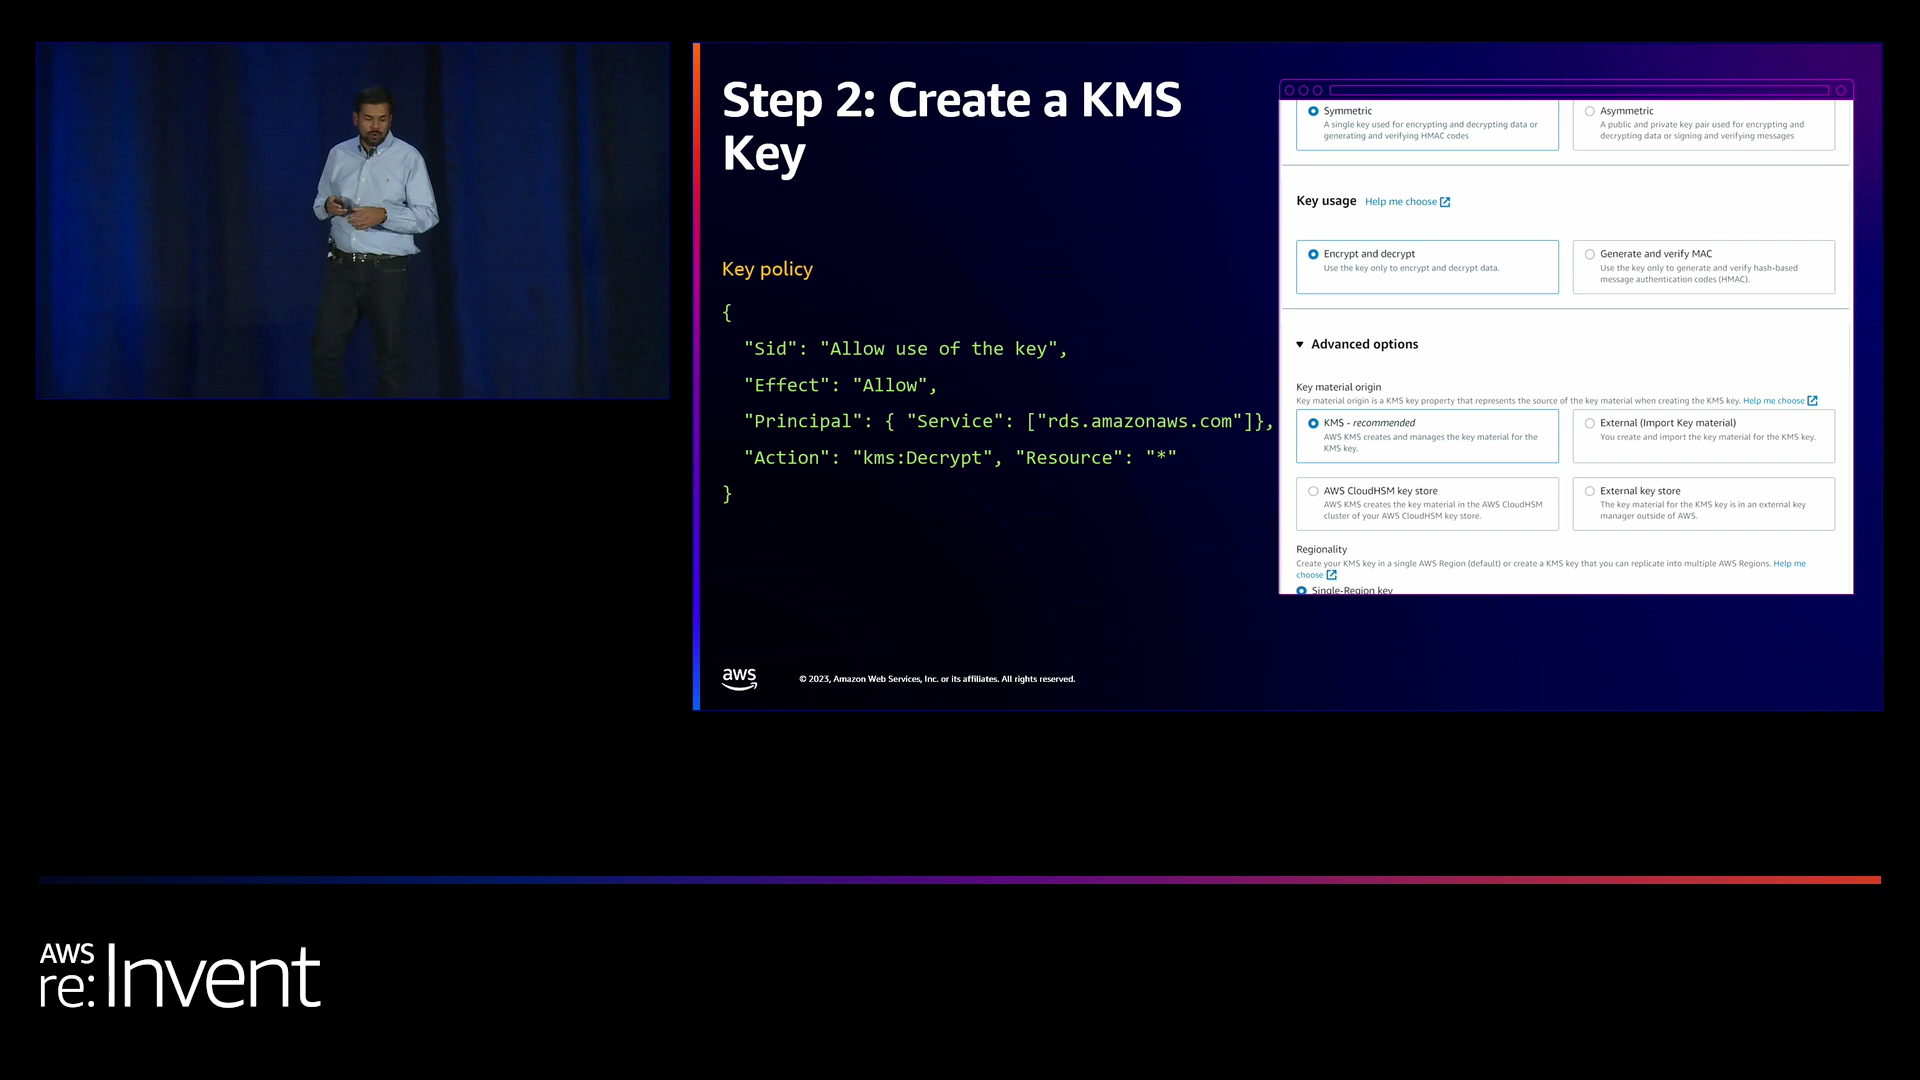 Step 2: Create a KMS
Key
Key policy
{
"Sid": "Allow use of the key",
"Effect": "Allow",
"Principal": { "Service": ["rds.amazonaws.com"]},
"Action": "kms:Decrypt", "Resource": "*"
}
Symmetric
A single key used for encrypting and decrypting data or
generating and verifying HMAC codes
Asymmetric
A public and private key pair used for encrypting and
decrypting data or signing and verifying messages
Key usage Help me choose
Encrypt and decrypt
Use the key only to encrypt and decrypt data.
Generate and verify MAC
Use the key only to generate and verify hash-based
message authentication codes (HMAC).
Advanced options
Key material origin
Key material origin is a KMS key property that represents the source of the key material when creating the KMS key. Help me choose
KMS - recommended
AWS KMS creates and manages the key material for the
KMS key.
External (Import Key material)
You create and import the key material for the KMS key.
AWS CloudHSM key store
AWS KMS creates the key material in the AWS CloudHSM
cluster of your AWS CloudHSM key store.
External key store
The key material for the KMS key is in an external key
manager outside of AWS.
Regionality
Create your KMS key in a single AWS Region (default) or create a KMS key that you can replicate into multiple AWS Regions. Help me
choose
Single-Region key
aws
© 2023, Amazon Web Services, Inc. or its affiliates. All rights reserved.
AWS
re:Invent